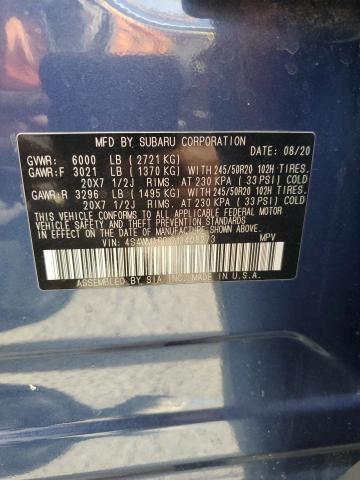 MFD. BY SUBARU CORPORATION DATE: 08/20
GVWR: 6000 LB (2721KG)
GAWR:F 3021 LB (1370 KG) WITH 245/50R20 102H TIRES.
20X7 1/2J RIMS. AT 230 KPA (33 PSI) COLD
GAWR:R 3296 LB (1495 KG) WITH 245/50R20 102H TIRES.
20X7 1/2J RIMS. AT 230 KPA (33 PSI) COLD
THIS VEHICLE CONFORMS TO ALL APPLICABLE
FEDERAL MOTOR VEHICLE SAFETY, BUMPER,
AND THEFT PREVENTION STANDARDS
IN EFFECT ON THE DATE OF
MANUFACTURE SHOWN ABOVE.
VIN: MPV
ASSEMBLED BY SIA, INC. MADE IN U.S.A.